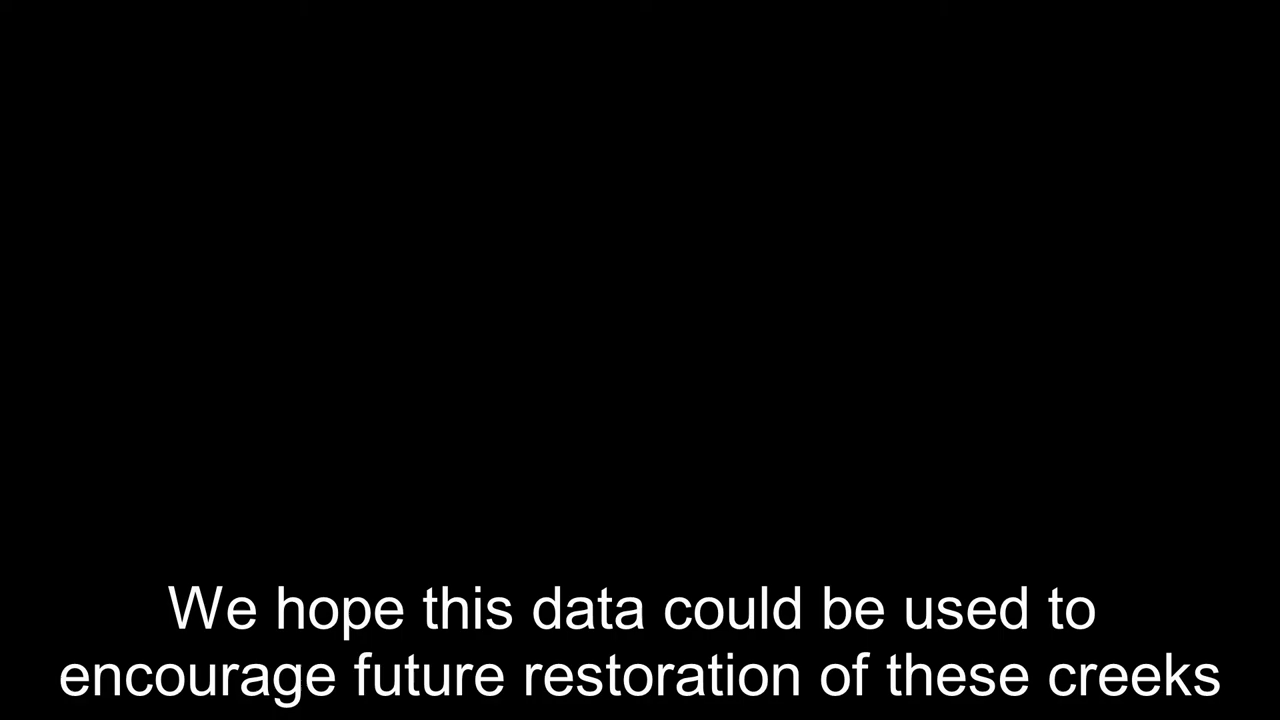 We hope this data could be used to
encourage future restoration of these creeks